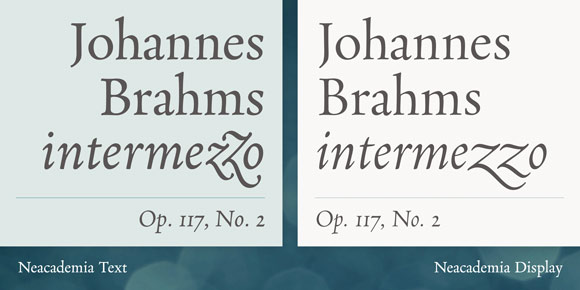 Johannes
Brahms
intermezzo
Op. 117, No. 2
Neacademia Text
Johannes
Brahms
intermezzo
Op. 117, No. 2
Neacademia Display